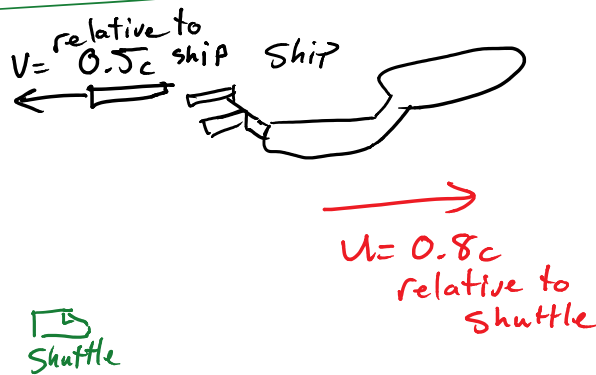 relative to
V= 0.5c ship Ship
U= 0.8c
relative to
shuttle
Shuttle